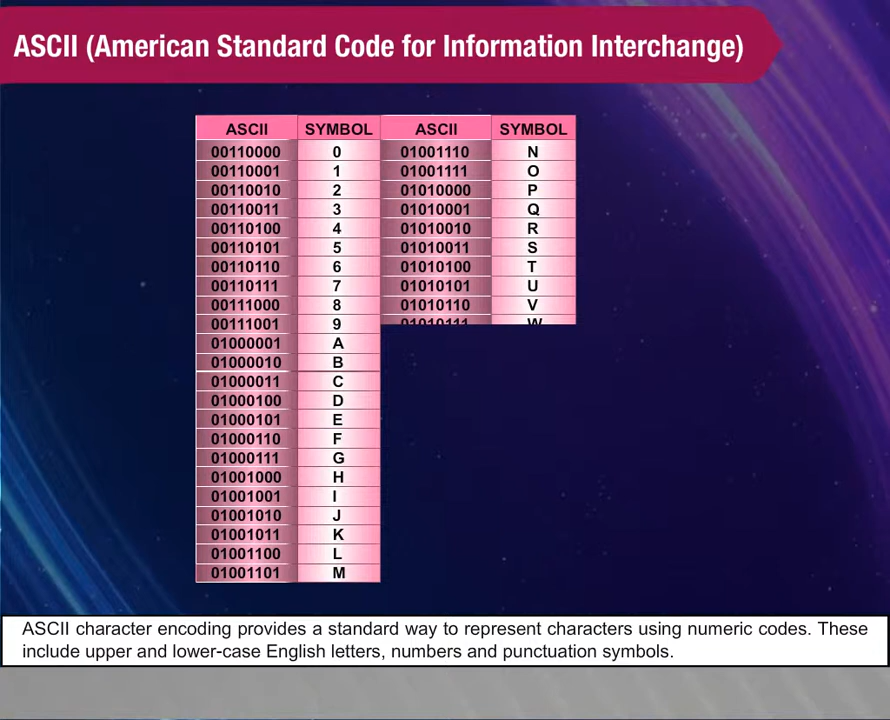 ASCII (American Standard Code for Information Interchange)
ASCII SYMBOL ASCII SYMBOL
00110000 0 01001110 N
00110001 1 01001111 O
00110010 2 01010000 P
00110011 3 01010001 Q
00110100 4 01010010 R
00110101 5 01010011 S
00110110 6 01010100 T
00110111 7 01010101 U
00111000 8 01010110 V
00111001 9 01010111 W
01000001 A
01000010 B
01000011 C
01000100 D
01000101 E
01000110 F
01000111 G
01001000 H
01001001 I
01001010 J
01001011 K
01001100 L
01001101 M
ASCII character encoding provides a standard way to represent characters using numeric codes. These
include upper and lower-case English letters, numbers and punctuation symbols.